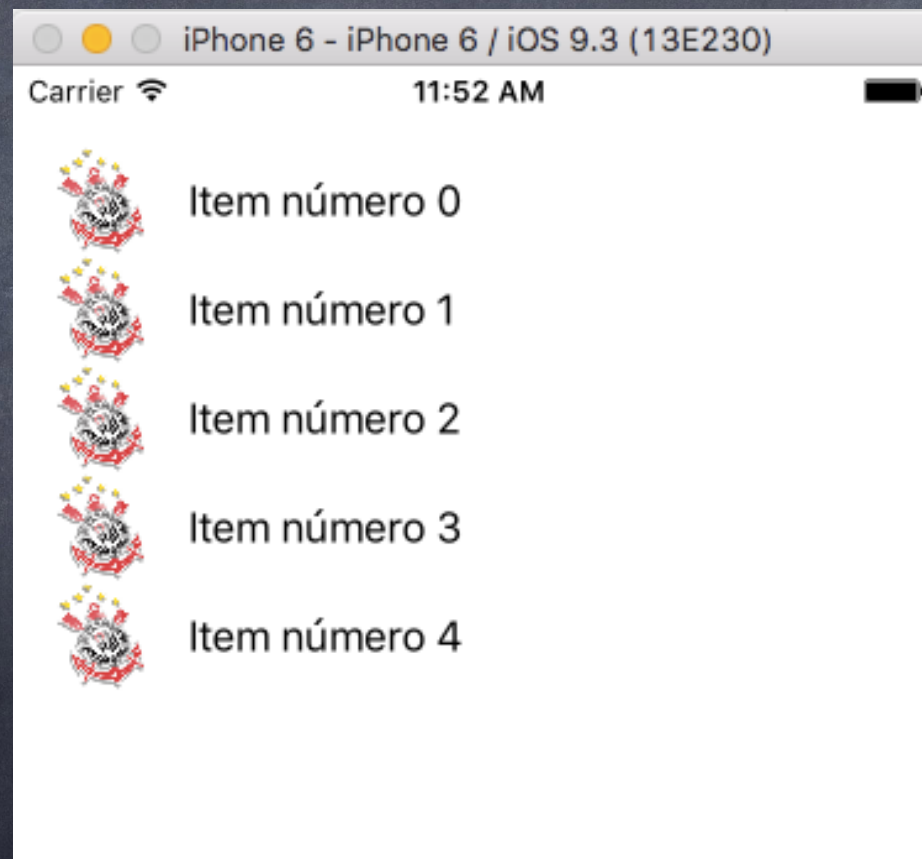 iPhone 6 - iPhone 6 / iOS 9.3 (13E230)
Carrier 11:52 AM
Item número 0
Item número 1
Item número 2
Item número 3
Item número 4